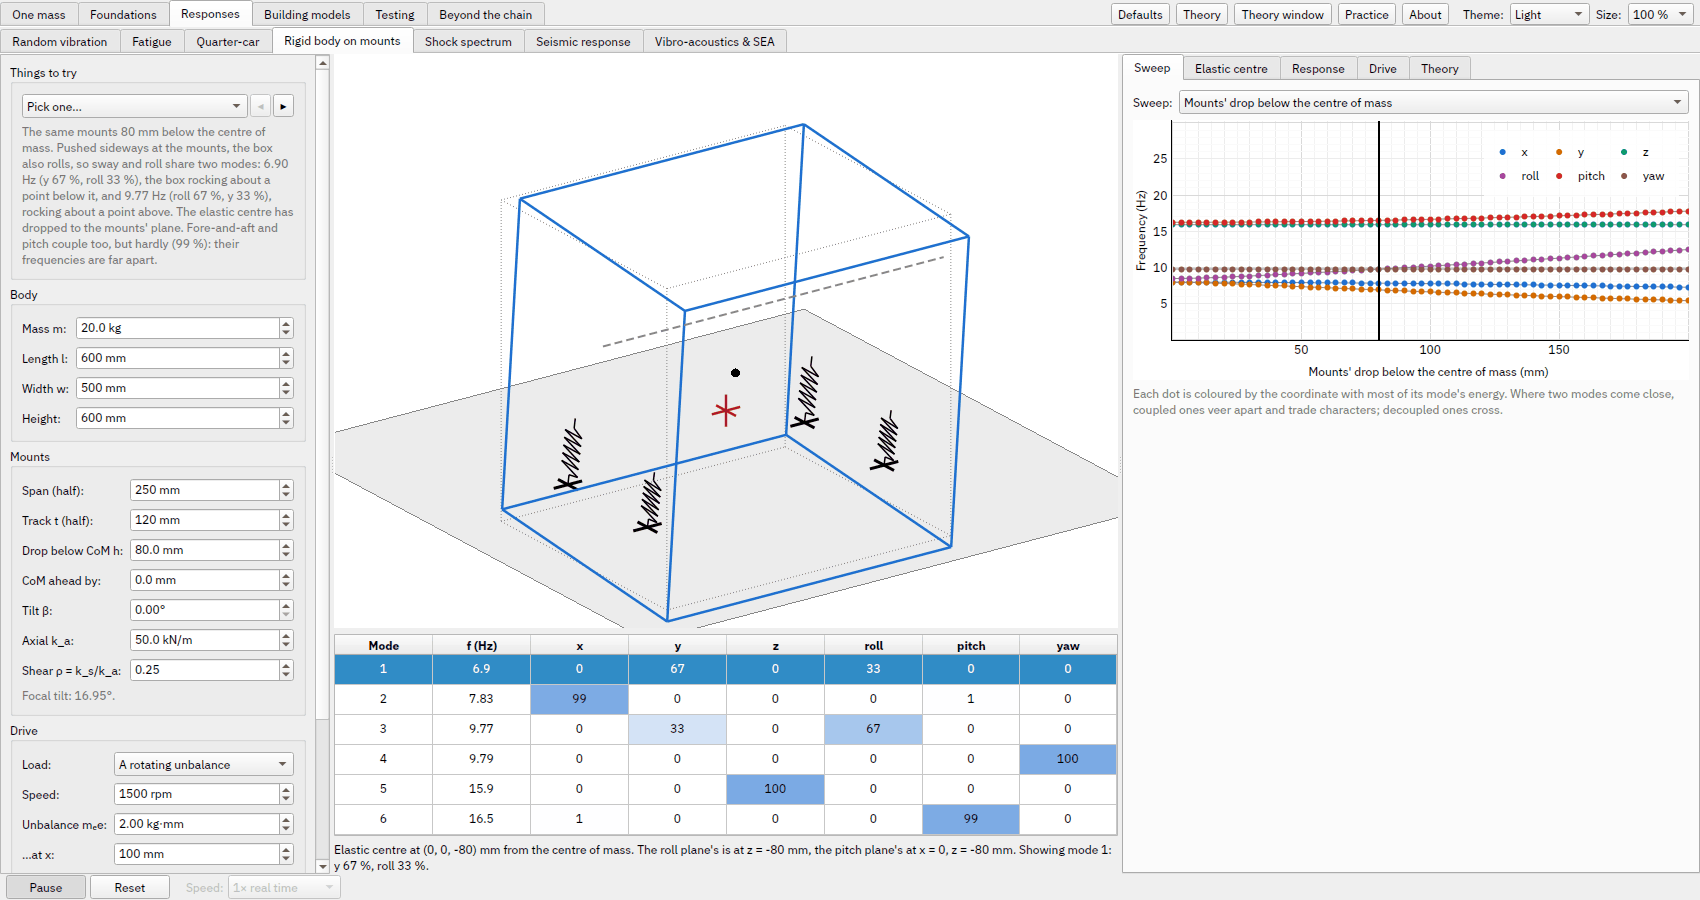 One mass Foundations Responses Building models Testing Beyond the chain Defaults Theory Theory window Practice About Theme: Light Size: 100 %
Random vibration Fatigue Quarter-car Rigid body on mounts Shock spectrum Seismic response Vibro-acoustics & SEA
Things to try
Pick one...
The same mounts 80 mm below the centre of
mass. Pushed sideways at the mounts, the box
also rolls, so sway and roll share two modes: 6.90
Hz (y 67 %, roll 33 %), the box rocking about a
point below it, and 9.77 Hz (roll 67 %, y 33 %),
rocking about a point above. The elastic centre has
dropped to the mounts' plane. Fore-and-aft and
pitch couple too, but hardly (99 %): their
frequencies are far apart.
Body
Mass m: 20.0 kg
Length l: 600 mm
Width w: 500 mm
Height: 600 mm
Mounts
Span (half): 250 mm
Track t (half): 120 mm
Drop below CoM h: 80.0 mm
CoM ahead by: 0.0 mm
Tilt β: 0.00°
Axial k_a: 50.0 kN/m
Shear ρ = k_s/k_a: 0.25
Focal tilt: 16.95°.
Drive
Load: A rotating unbalance
Speed: 1500 rpm
Unbalance mₑe: 2.00 kg·mm
...at x: 100 mm
Pause Reset Speed: 1× real time
Mode f (Hz) x y z roll pitch yaw
1 6.9 0 67 0 33 0 0
2 7.83 99 0 0 0 1 0
3 9.77 0 33 0 67 0 0
4 9.79 0 0 0 0 0 100
5 15.9 0 0 100 0 0 0
6 16.5 1 0 0 0 99 0
Elastic centre at (0, 0, -80) mm from the centre of mass. The roll plane's is at z = -80 mm, the pitch plane's at x = 0, z = -80 mm. Showing mode 1:
y 67 %, roll 33 %.
Sweep Elastic centre Response Drive Theory
Sweep: Mounts' drop below the centre of mass
Frequency (Hz)
25
20
15
10
5
x y z
roll pitch yaw
50 100 150
Mounts' drop below the centre of mass (mm)
Each dot is coloured by the coordinate with most of its mode's energy. Where two modes come close,
coupled ones veer apart and trade characters; decoupled ones cross.